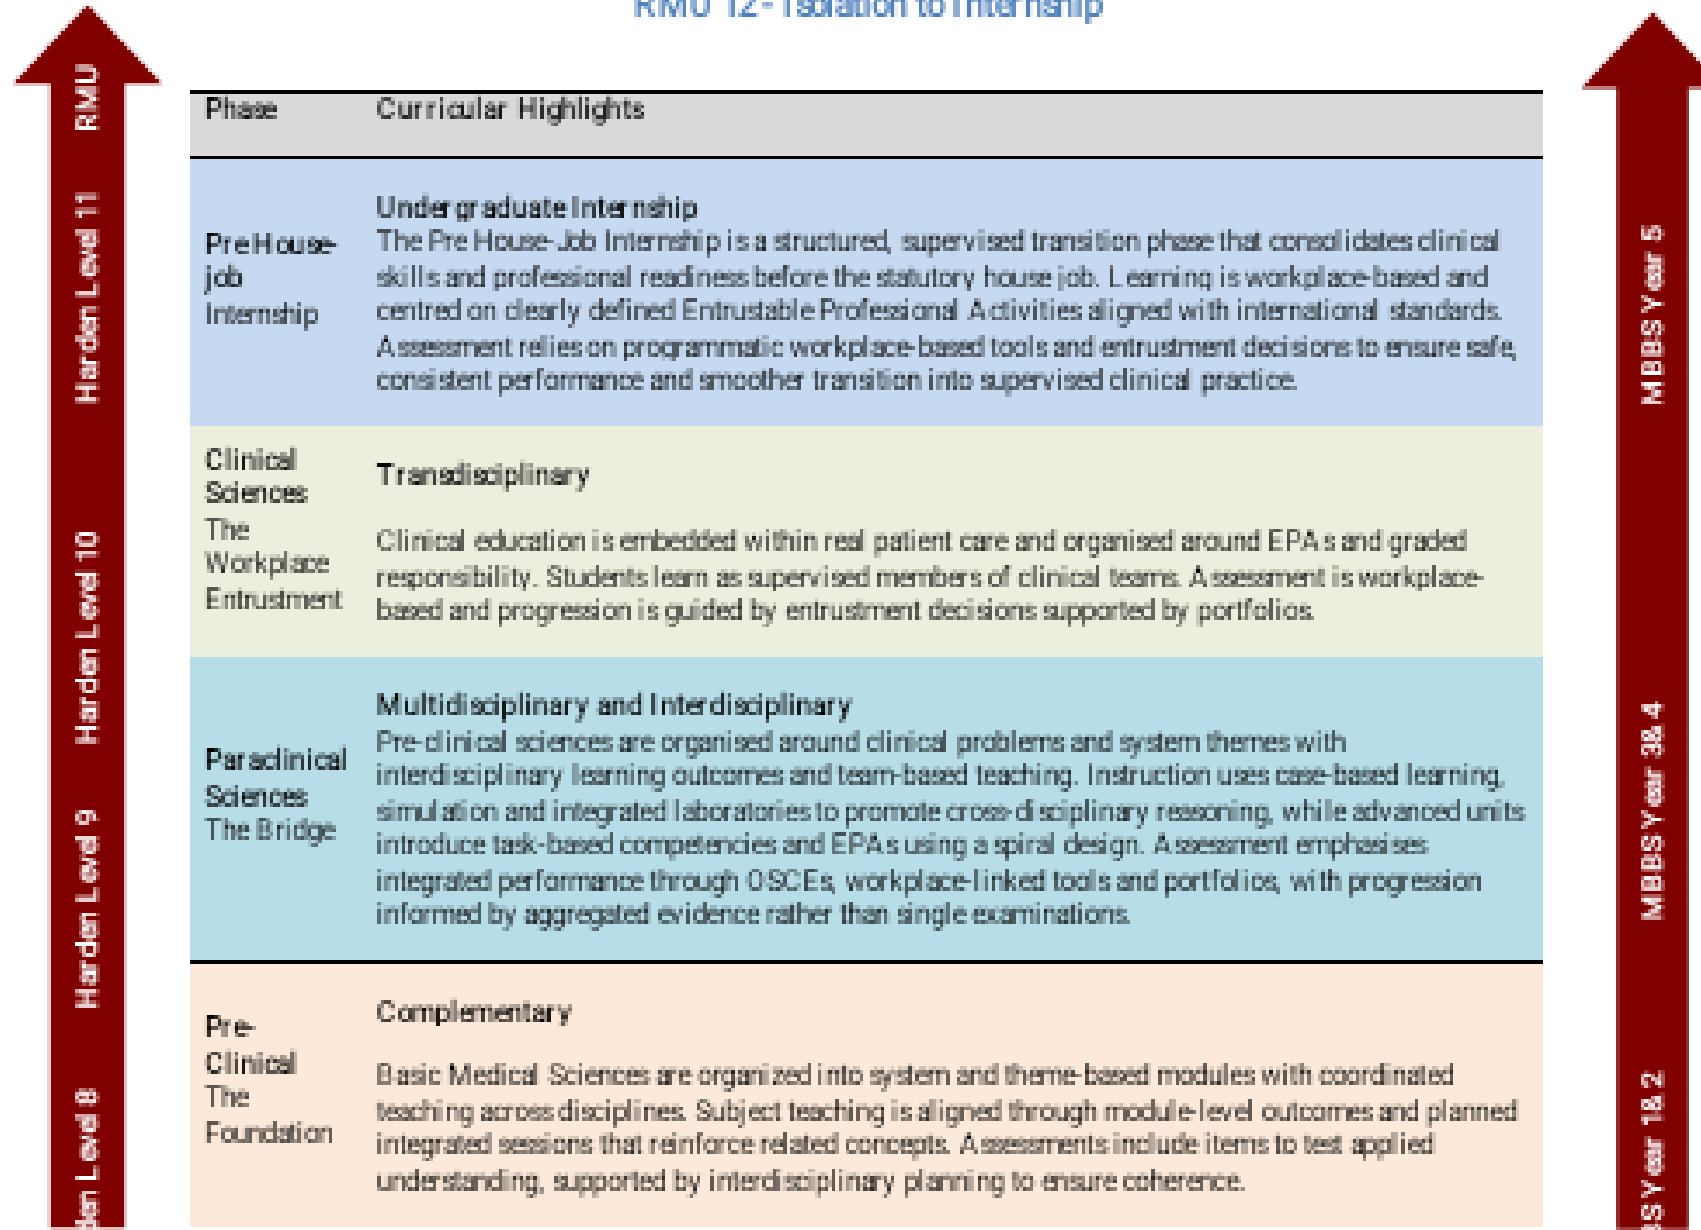 RMU 12 - Isolation to Internship
Phase Curricular Highlights
Undergraduate Internship
Pre House-
job
Internship
The Pre House-Job Internship is a structured, supervised transition phase that consolidates clinical
skills and professional readiness before the statutory house job. Learning is workplace-based and
centred on clearly defined Entrustable Professional Activities aligned with international standards.
Assessment relies on programmatic workplace-based tools and entrustment decisions to ensure safe,
consistent performance and smoother transition into supervised clinical practice.
Clinical
Sciences
The
Workplace
Entrustment
Transdisciplinary
Clinical education is embedded within real patient care and organised around EPAs and graded
responsibility. Students learn as supervised members of clinical teams. Assessment is workplace-
based and progression is guided by entrustment decisions supported by portfolios.
Paraclinical
Sciences
The Bridge
Multidisciplinary and Interdisciplinary
Pre-clinical sciences are organised around clinical problems and system themes with
interdisciplinary learning outcomes and team-based teaching. Instruction uses case-based learning,
simulation and integrated laboratories to promote cross-disciplinary reasoning, while advanced units
introduce task-based competencies and EPAs using a spiral design. Assessment emphasises
integrated performance through OSCEs, workplace-linked tools and portfolios, with progression
informed by aggregated evidence rather than single examinations.
Pre-
Clinical
The
Foundation
Complementary
Basic Medical Sciences are organized into system and theme-based modules with coordinated
teaching across disciplines. Subject teaching is aligned through module-level outcomes and planned
integrated sessions that reinforce related concepts. Assessments include items to test applied
understanding, supported by interdisciplinary planning to ensure coherence.
RMU
Harden Level 11
Harden Level 10
Harden Level 9
Level 8
MBBS Year 5
MBBS Year 3&4
Year 1&2